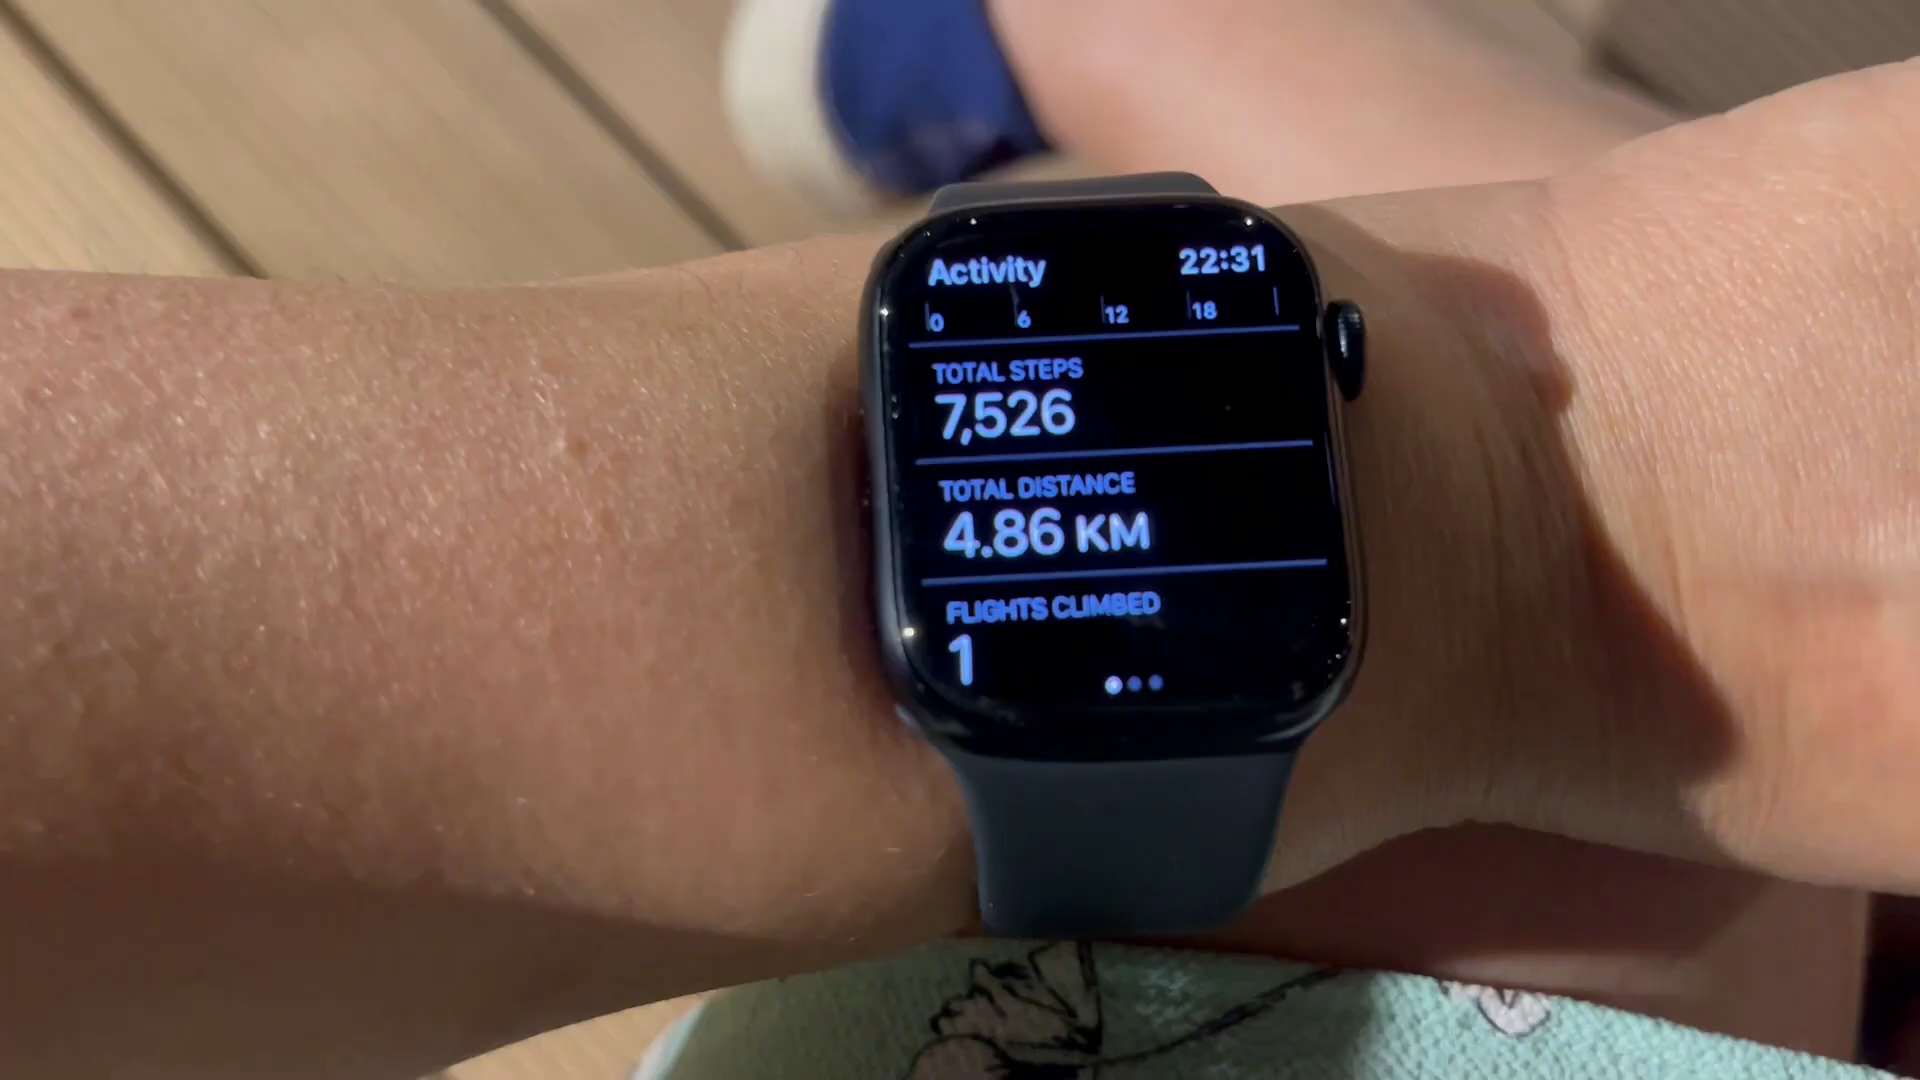 Activity 22:31
0 6 12 18
TOTAL STEPS
7,526
TOTAL DISTANCE
4.86 KM
FLIGHTS CLIMBED
1